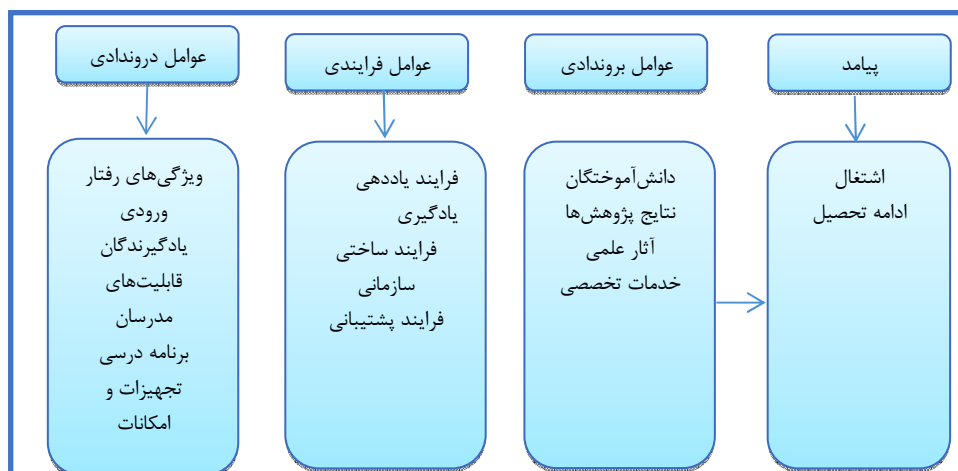 عوامل دروندادی
عوامل فرایندی
عوامل بروندادی
پیامد
ویژگی‌های رفتار
ورودی
یادگیرندگان
قابلیت‌های
مدرسان
برنامه درسی
تجهیزات و
امکانات
فرایند یاددهی
یادگیری
فرایند ساختی
سازمانی
فرایند پشتیبانی
دانش‌آموختگان
نتایج پژوهش‌ها
آثار علمی
خدمات تخصصی
اشتغال
ادامه تحصیل